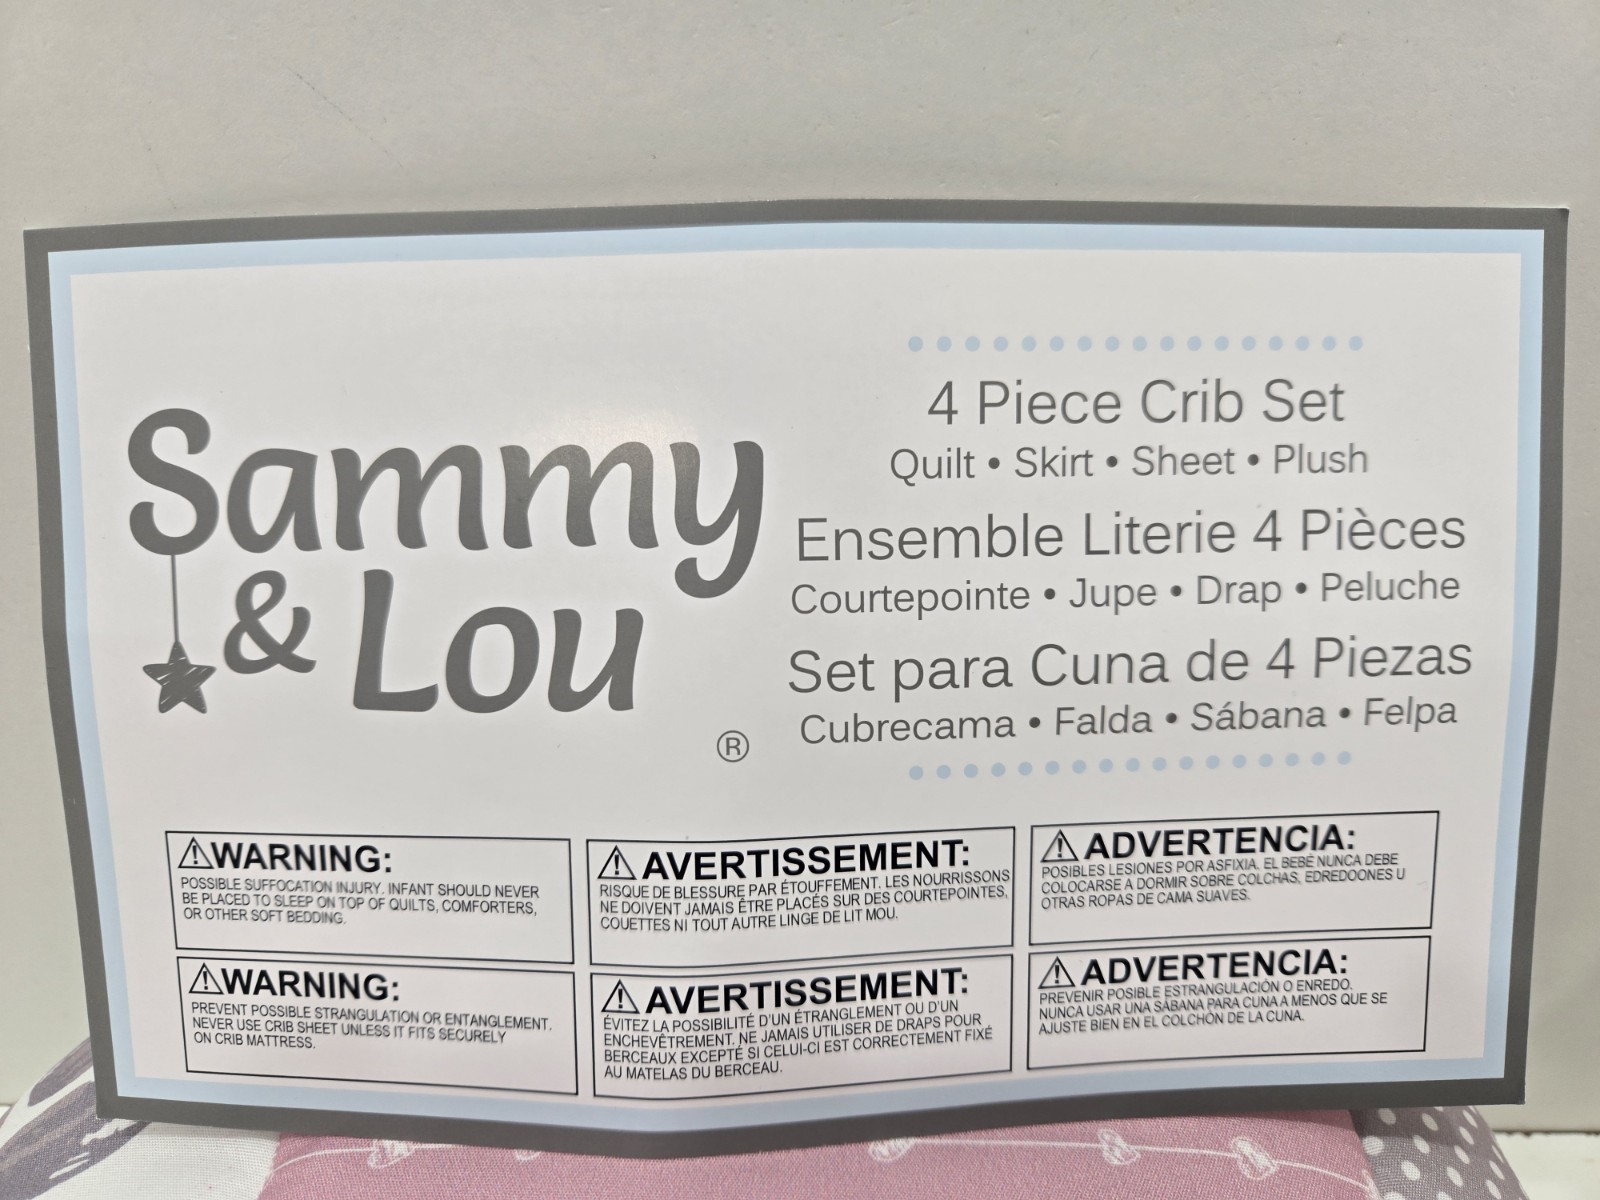 Sammy
& Lou
®
4 Piece Crib Set
Quilt • Skirt • Sheet • Plush
Ensemble Literie 4 Pièces
Courtepointe • Jupe • Drap • Peluche
Set para Cuna de 4 Piezas
Cubrecama • Falda • Sábana • Felpa
⚠WARNING:
POSSIBLE SUFFOCATION INJURY. INFANT SHOULD NEVER
BE PLACED TO SLEEP ON TOP OF QUILTS, COMFORTERS,
OR OTHER SOFT BEDDING.
⚠ AVERTISSEMENT:
RISQUE DE BLESSURE PAR ÉTOUFFEMENT. LES NOURRISSONS
NE DOIVENT JAMAIS ÊTRE PLACÉS SUR DES COURTEPOINTES,
COUETTES NI TOUT AUTRE LINGE DE LIT MOU.
⚠ ADVERTENCIA:
POSIBLES LESIONES POR ASFIXIA. EL BEBÉ NUNCA DEBE
COLOCARSE A DORMIR SOBRE COLCHAS, EDREDOONES U
OTRAS ROPAS DE CAMA SUAVES.
⚠WARNING:
PREVENT POSSIBLE STRANGULATION OR ENTANGLEMENT.
NEVER USE CRIB SHEET UNLESS IT FITS SECURELY
ON CRIB MATTRESS.
⚠ AVERTISSEMENT:
ÉVITEZ LA POSSIBILITÉ D'UN ÉTRANGLEMENT OU D'UN
ENCHEVÊTREMENT. NE JAMAIS UTILISER DE DRAPS POUR
BERCEAUX EXCEPTÉ SI CELUI-CI EST CORRECTEMENT FIXÉ
AU MATELAS DU BERCEAU.
⚠ ADVERTENCIA:
PREVENIR POSIBLE ESTRANGULACIÓN O ENREDO.
NUNCA USAR UNA SÁBANA PARA CUNA A MENOS QUE SE
AJUSTE BIEN EN EL COLCHÓN DE LA CUNA.